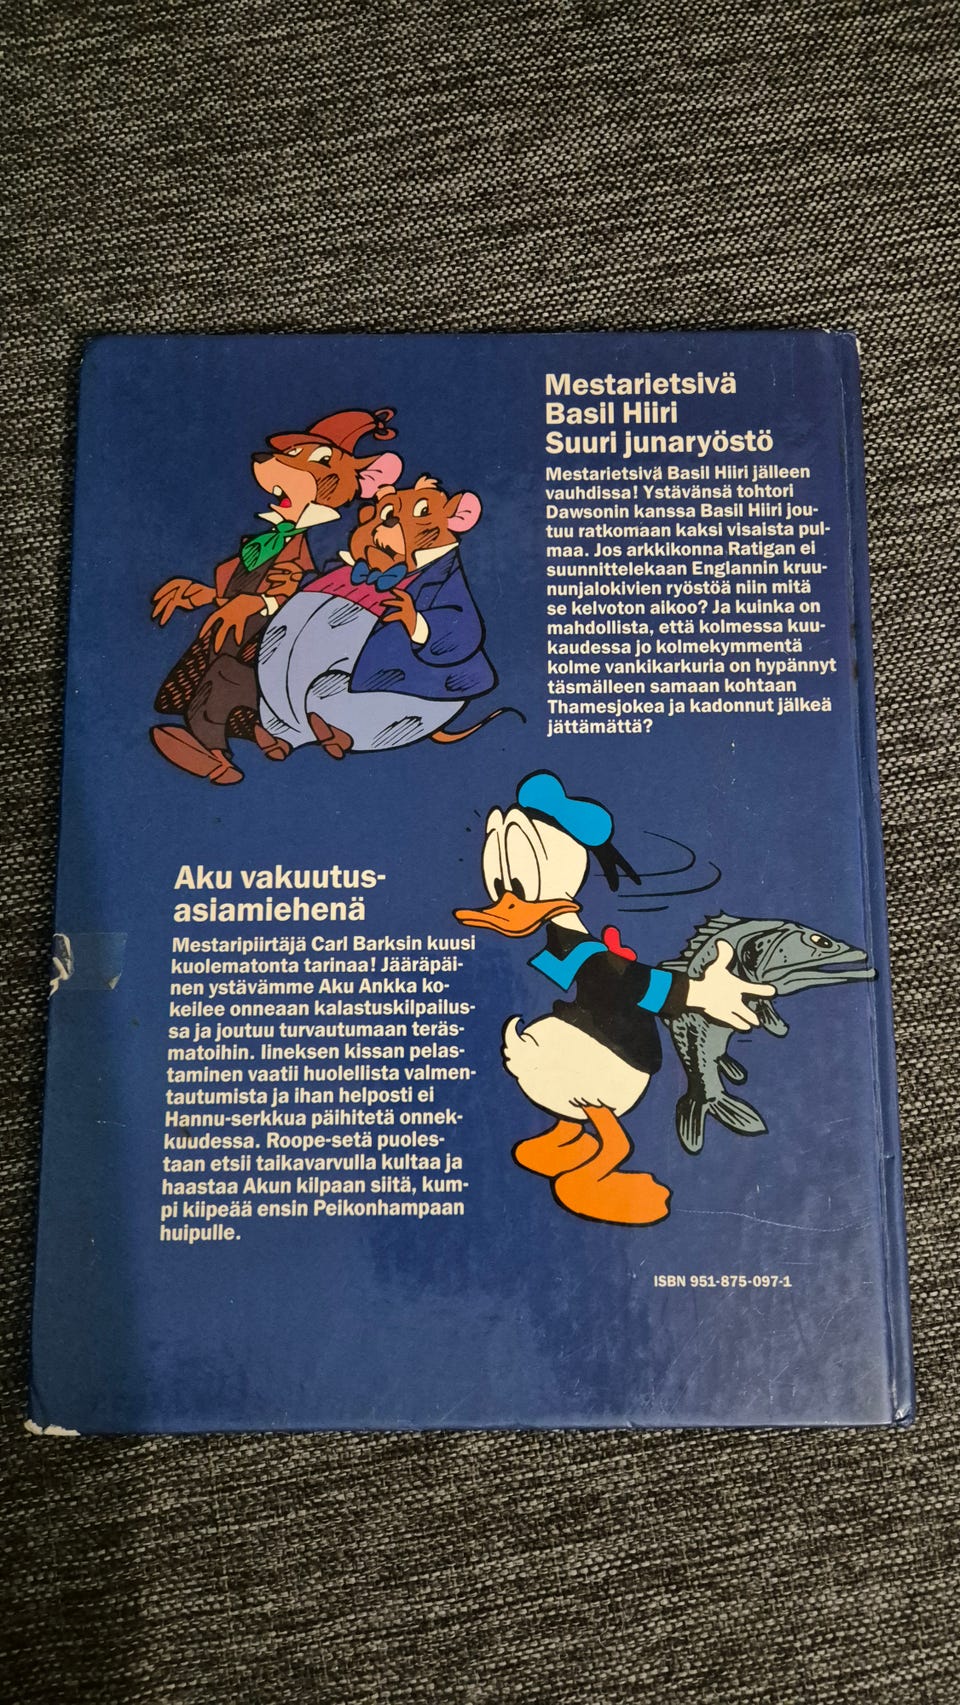 Mestarietsivä
Basil Hiiri
Suuri junaryöstö
Mestarietsivä Basil Hiiri jälleen
vauhdissa! Ystävänsä tohtori
Dawsonin kanssa Basil Hiiri jou-
tuu ratkomaan kaksi visaista pul-
maa. Jos arkkikonna Ratigan ei
suunnittelekaan Englannin kruu-
nunjalokivien ryöstöä niin mitä
se kelvoton aikoo? Ja kuinka on
mahdollista, että kolmessa kuu-
kaudessa jo kolmekymmentä
kolme vankikarkuria on hypännyt
täsmälleen samaan kohtaan
Thamesjokea ja kadonnut jälkeä
jättämättä?
Aku vakuutus-
asiamiehenä
Mestaripiirtäjä Carl Barksin kuusi
kuolematonta tarinaa! Jääräpäi-
nen ystävämme Aku Ankka ko-
keilee onneaan kalastuskilpailus-
sa ja joutuu turvautumaan teräs-
matoihin. Iineksen kissan pelas-
taminen vaatii huolellista valmen-
tautumista ja ihan helposti ei
Hannu-serkkua päihitetä onnek-
kuudessa. Roope-setä puoles-
taan etsii taikavarvulla kultaa ja
haastaa Akun kilpaan siitä, kum-
pi kiipeää ensin Peikonhampaan
huipulle.
ISBN 951-875-097-1